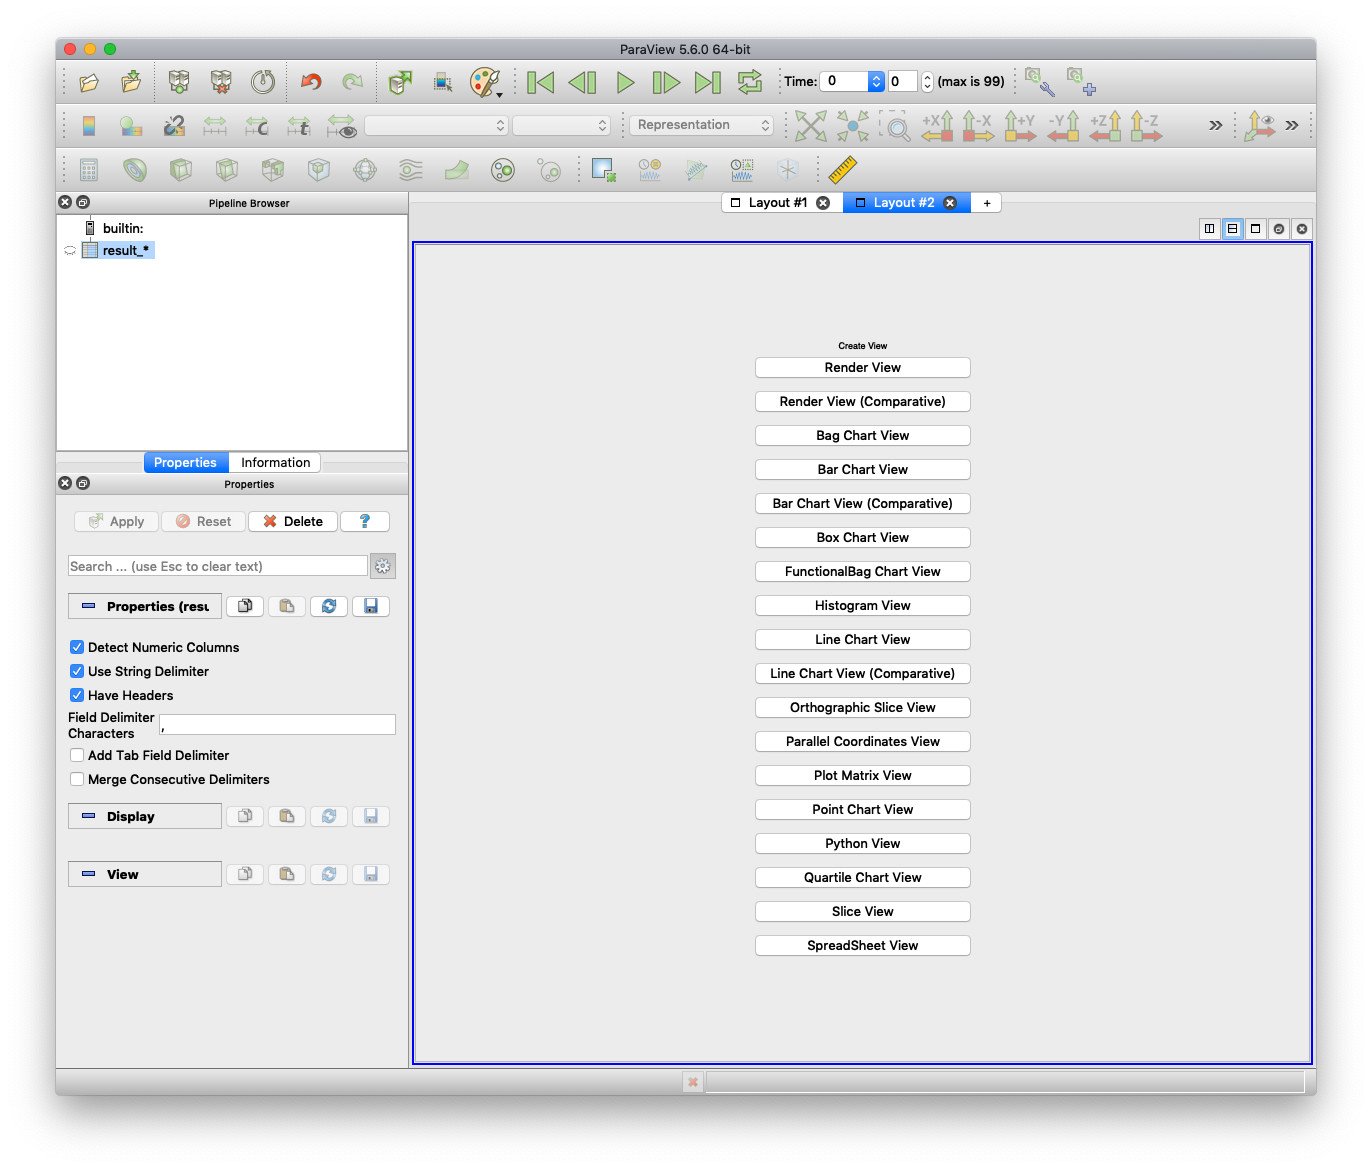 ParaView 5.6.0 64-bit
Time: 0 0 (max is 99)
Representation +X -X +Y -Y +Z -Z
Pipeline Browser
builtin:
result_*
Properties Information
Properties
Apply Reset Delete ?
Search ... (use Esc to clear text)
Properties (resu
Detect Numeric Columns
Use String Delimiter
Have Headers
Field Delimiter
Characters ,
Add Tab Field Delimiter
Merge Consecutive Delimiters
Display
View
Layout #1 Layout #2 +
Create View
Render View
Render View (Comparative)
Bag Chart View
Bar Chart View
Bar Chart View (Comparative)
Box Chart View
FunctionalBag Chart View
Histogram View
Line Chart View
Line Chart View (Comparative)
Orthographic Slice View
Parallel Coordinates View
Plot Matrix View
Point Chart View
Python View
Quartile Chart View
Slice View
SpreadSheet View